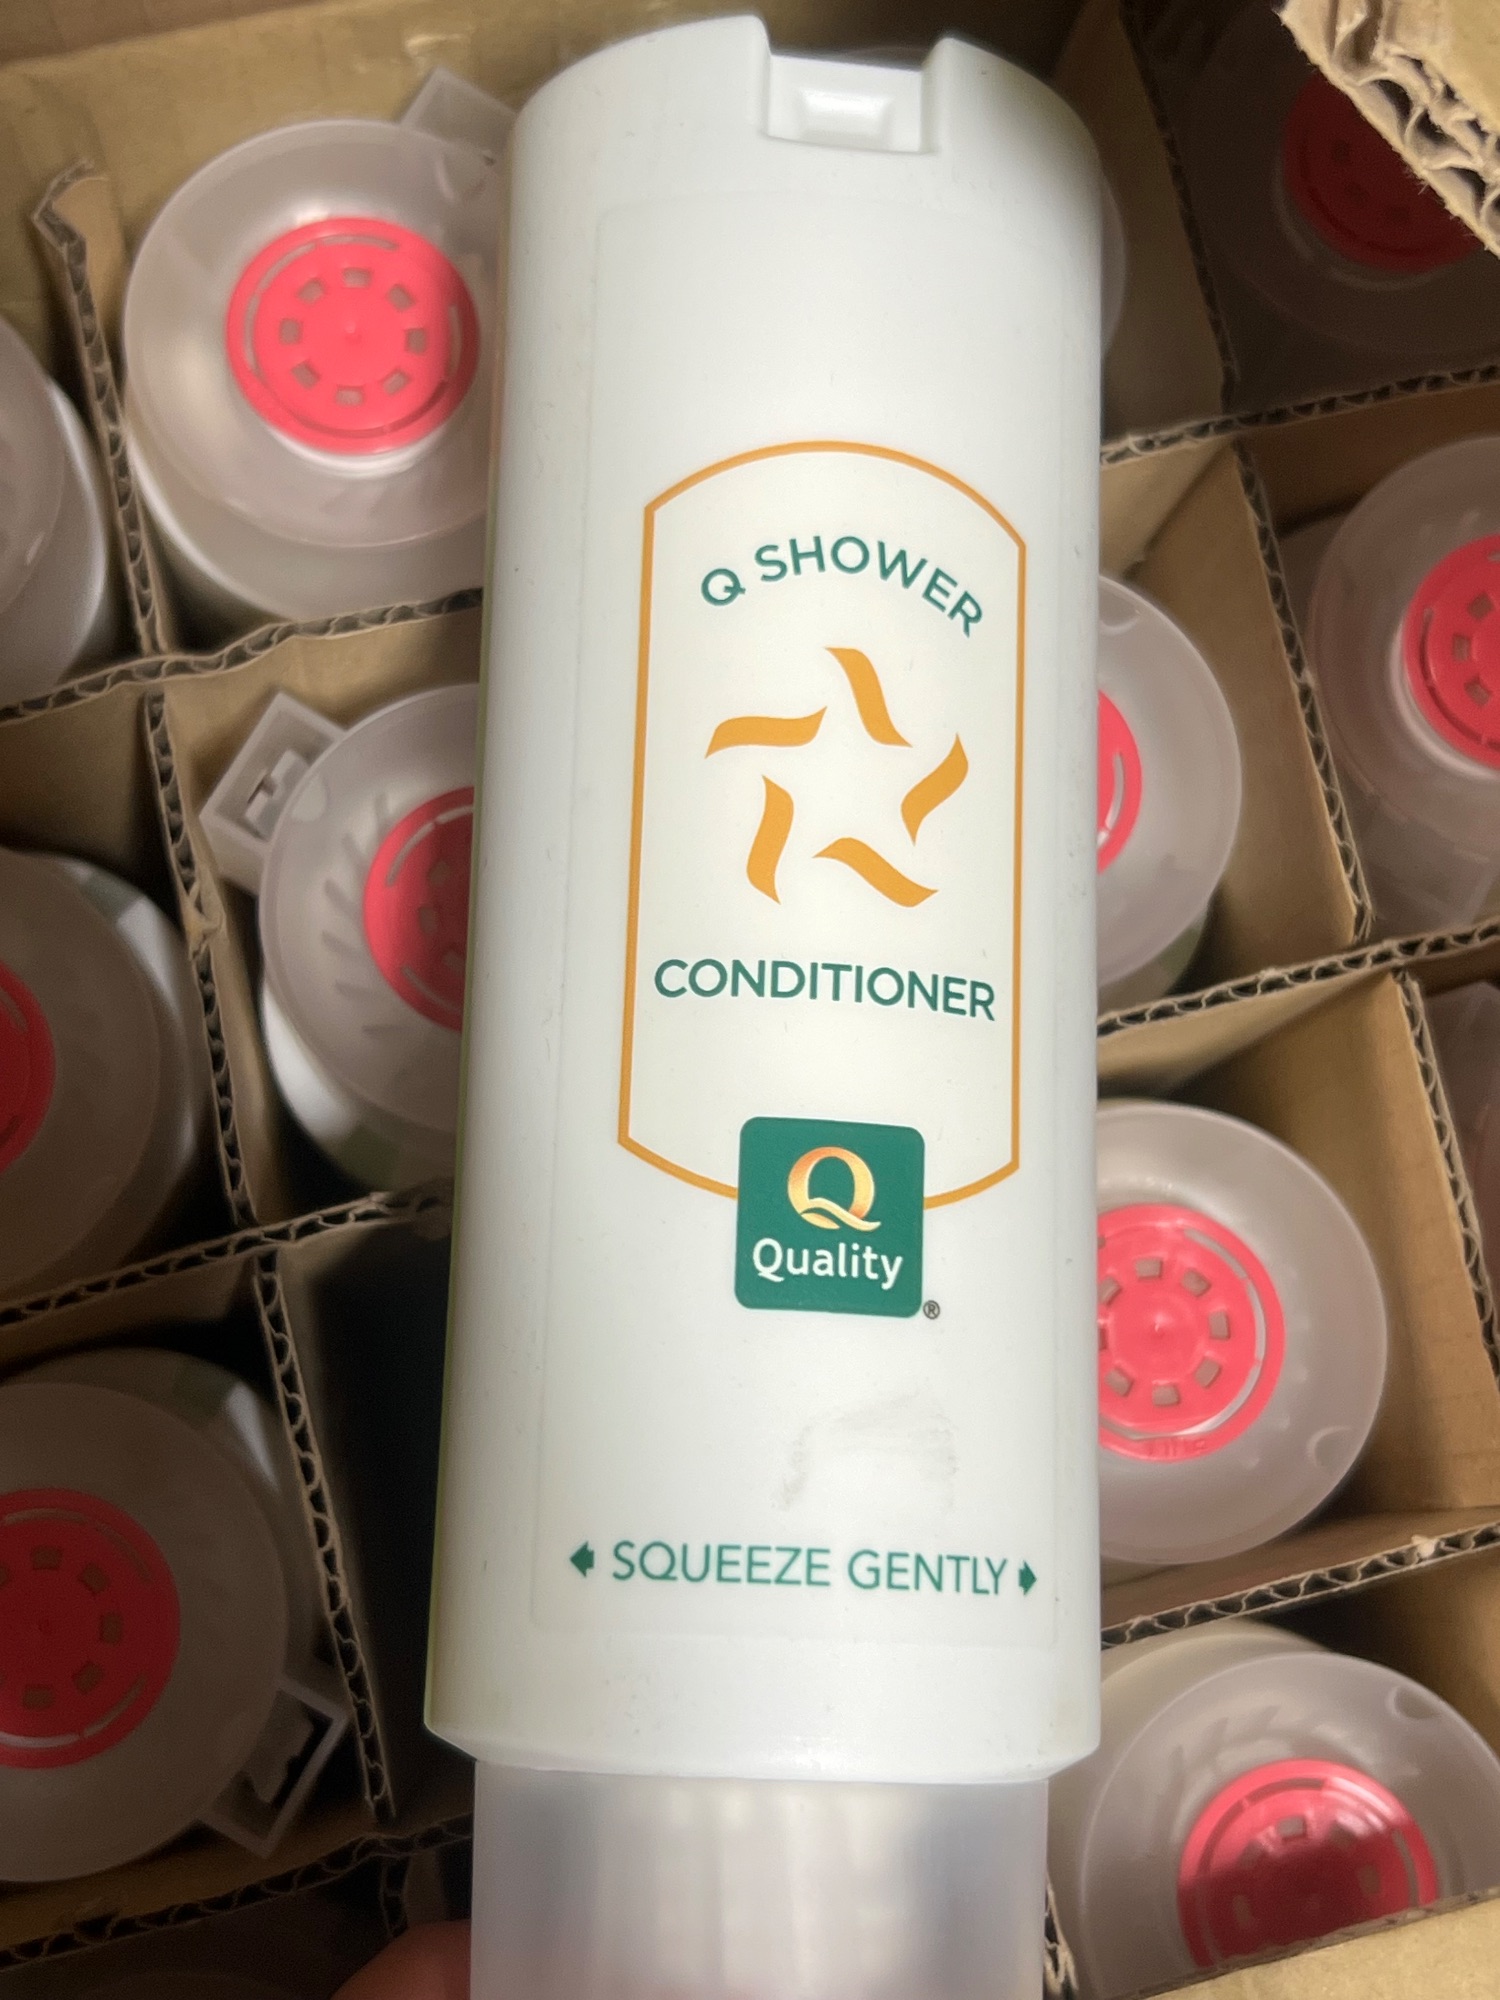 Q SHOWER
CONDITIONER
Q
Quality
®
SQUEEZE GENTLY